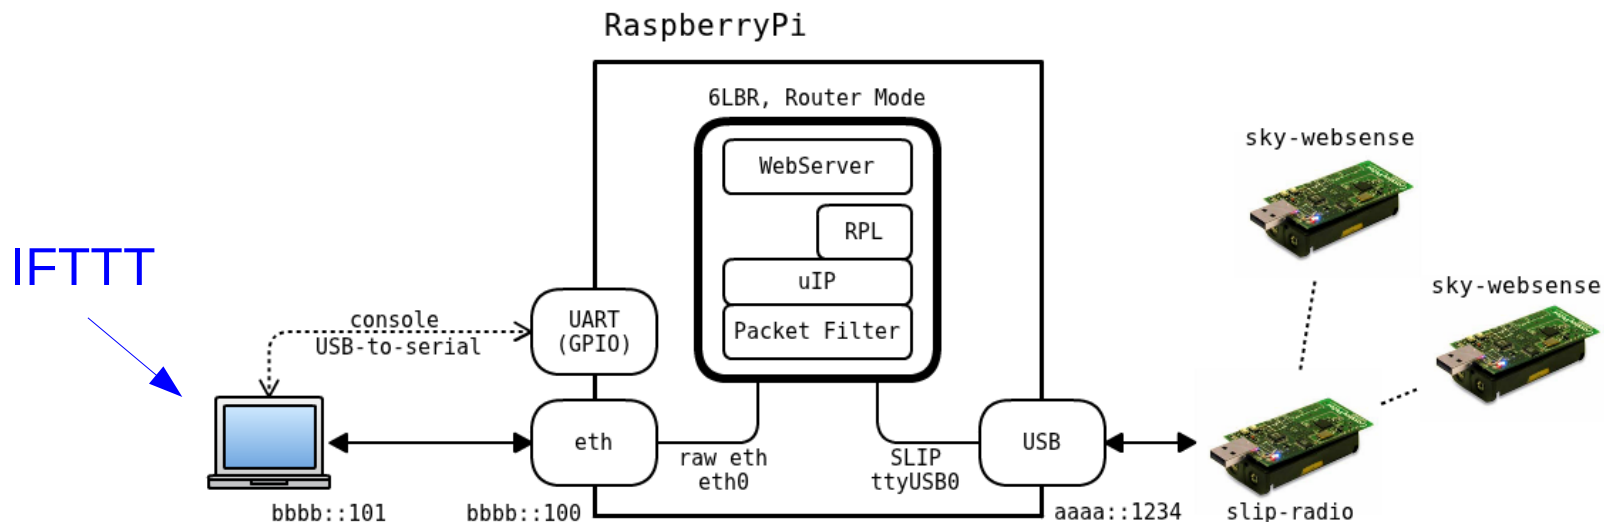 RaspberryPi
6LBR, Router Mode
WebServer
RPL
uIP
Packet Filter
IFTTT
console
USB-to-serial
UART
(GPIO)
eth
raw eth
eth0
SLIP
ttyUSB0
USB
bbbb::101
bbbb::100
aaaa::1234
sky-websense
sky-websense
slip-radio